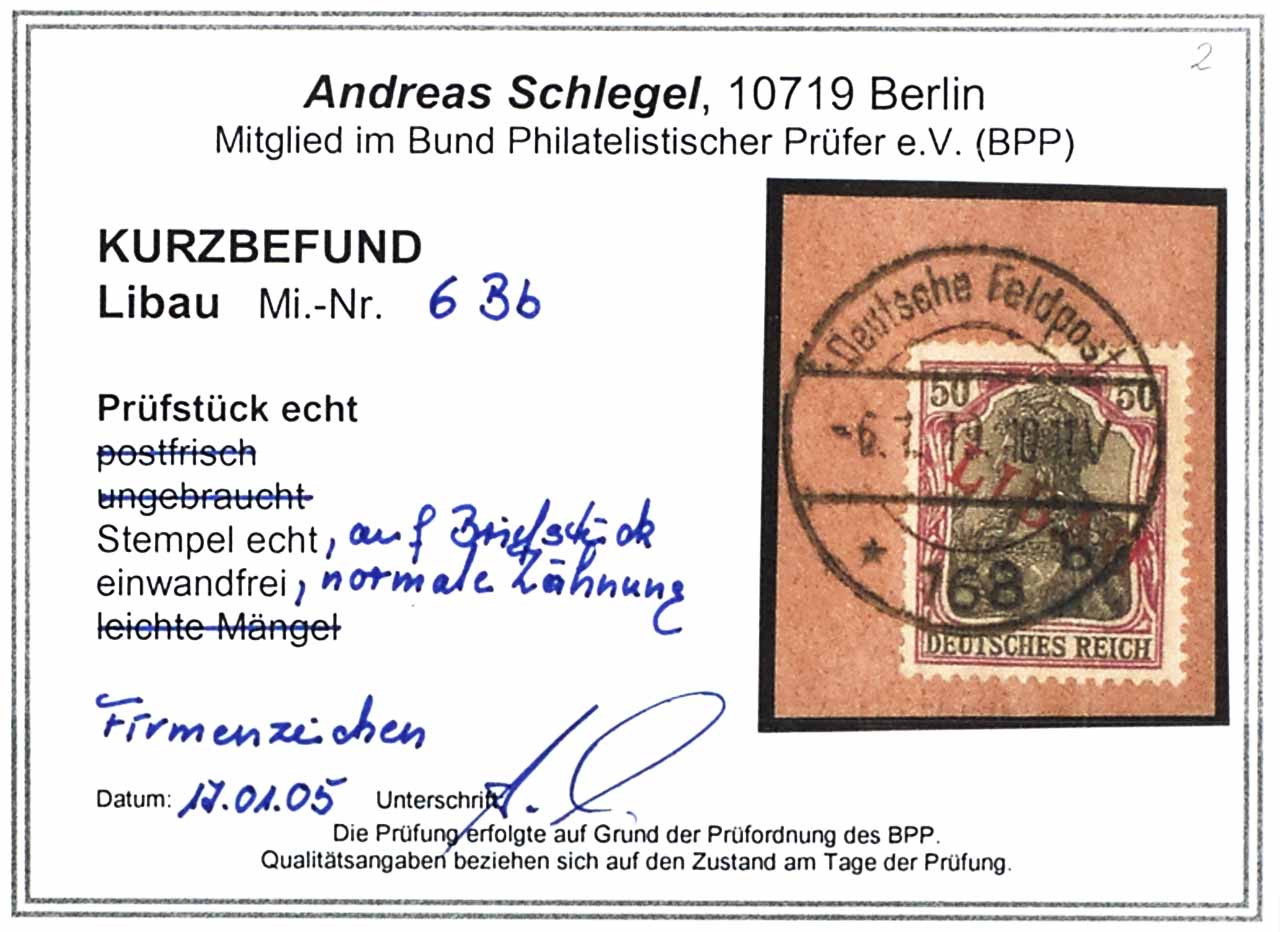 2
Andreas Schlegel, 10719 Berlin
Mitglied im Bund Philatelistischer Prüfer e.V. (BPP)
KURZBEFUND
Libau Mi.-Nr. 6 Bb
Prüfstück echt
postfrisch
ungebraucht
Stempel echt, auf Briefstück
einwandfrei, normale Zähnung
leichte Mängel
Firmenzeichen
Datum: 17.01.05 Unterschrift:
Die Prüfung erfolgte auf Grund der Prüfordnung des BPP.
Qualitätsangaben beziehen sich auf den Zustand am Tage der Prüfung.
Deutsche Feldpost
50 50
10-11 V
768 b
DEUTSCHES REICH